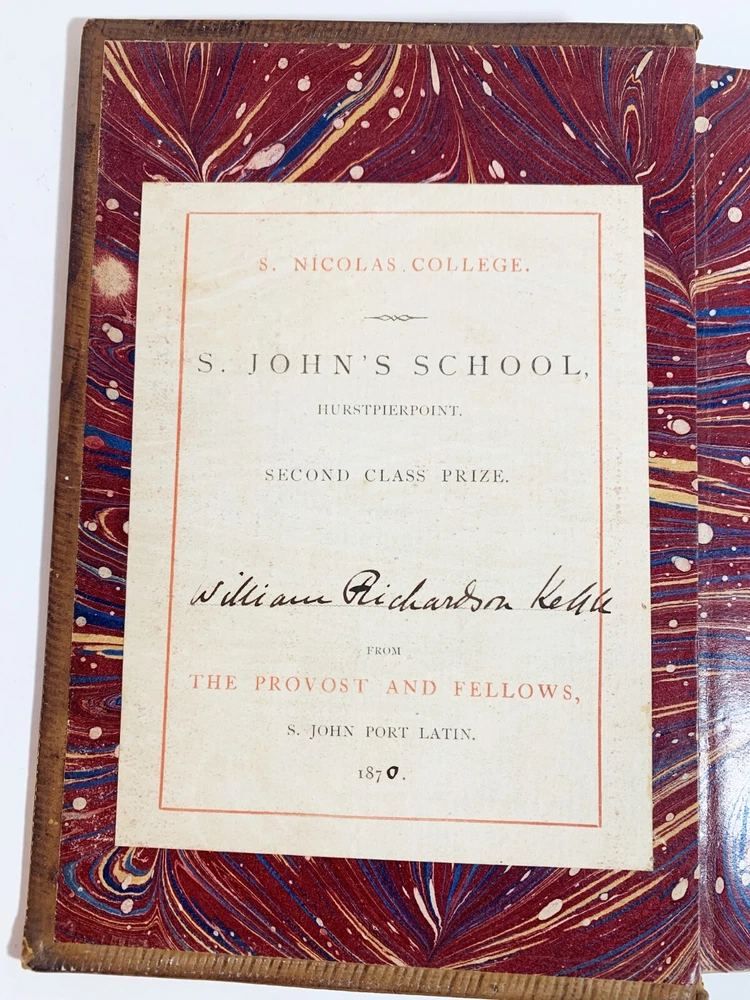 S. NICOLAS COLLEGE.
S. JOHN'S SCHOOL,
HURSTPIERPOINT.
SECOND CLASS PRIZE.
William Richardson
FROM
THE PROVOST AND FELLOWS,
S. JOHN PORT LATIN.
1870.